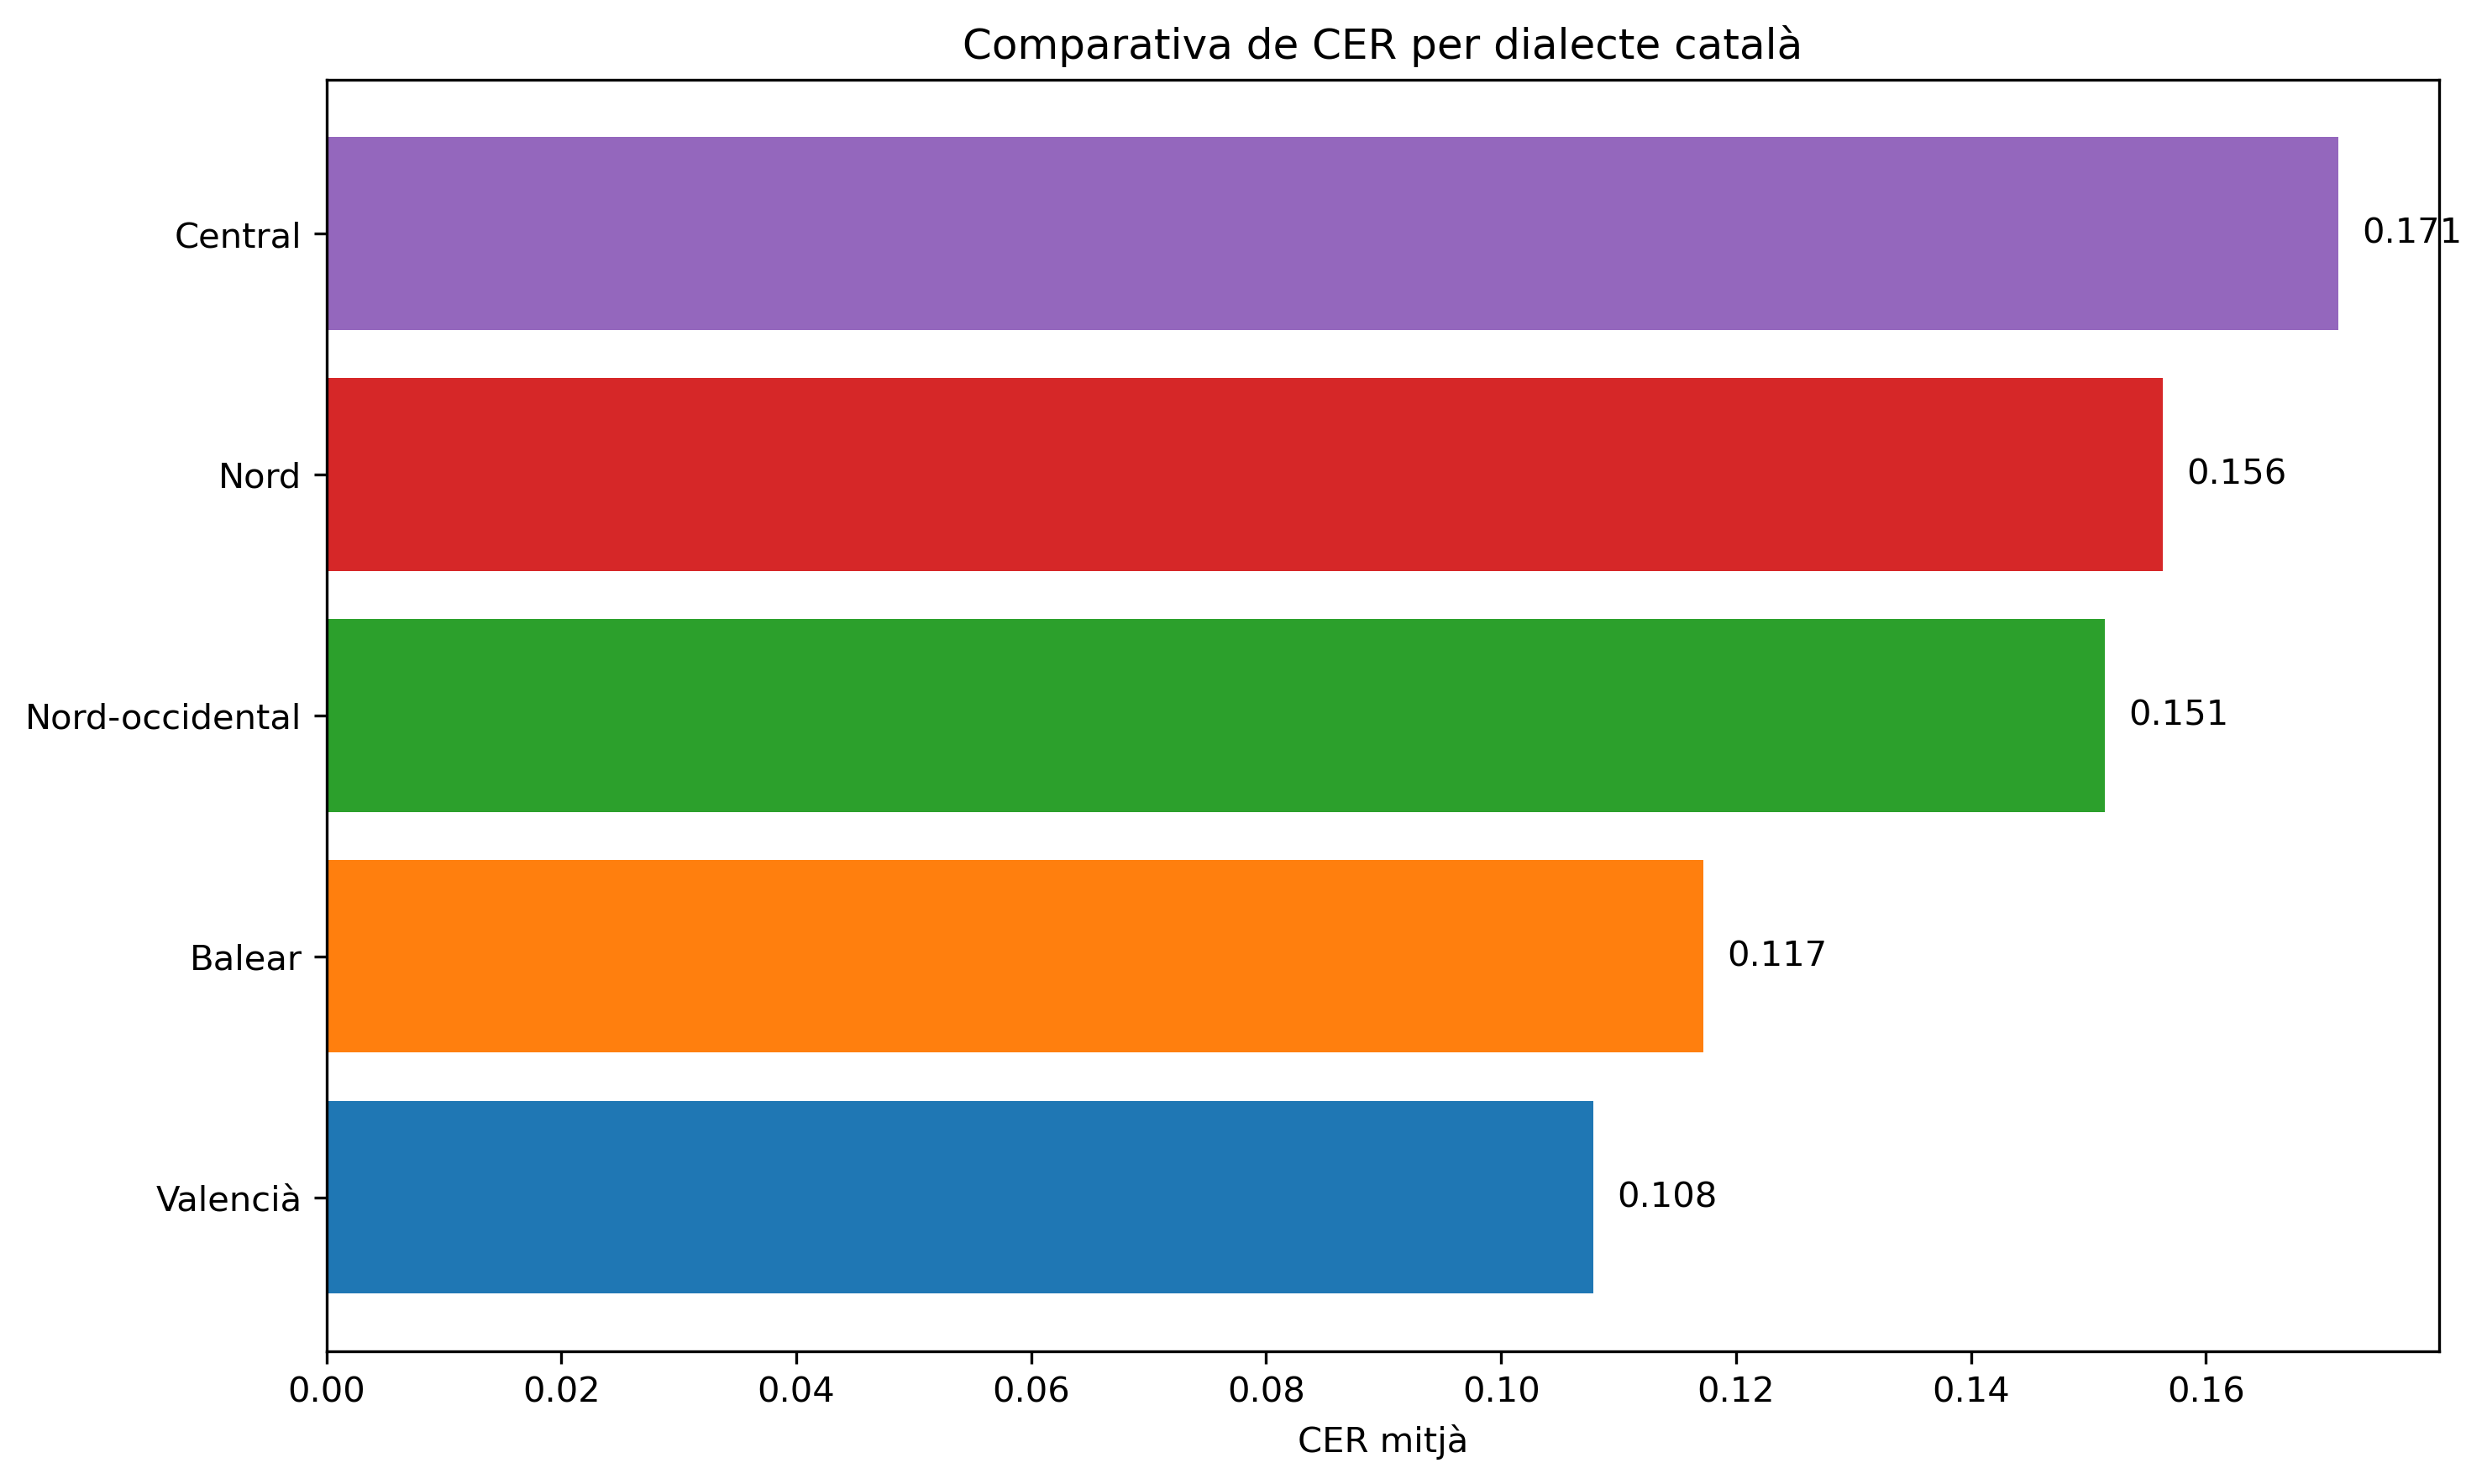 Comparativa de CER per dialecte català
Central
0.171
Nord
0.156
Nord-occidental
0.151
Balear
0.117
Valencià
0.108
0.00 0.02 0.04 0.06 0.08 0.10 0.12 0.14 0.16
CER mitjà